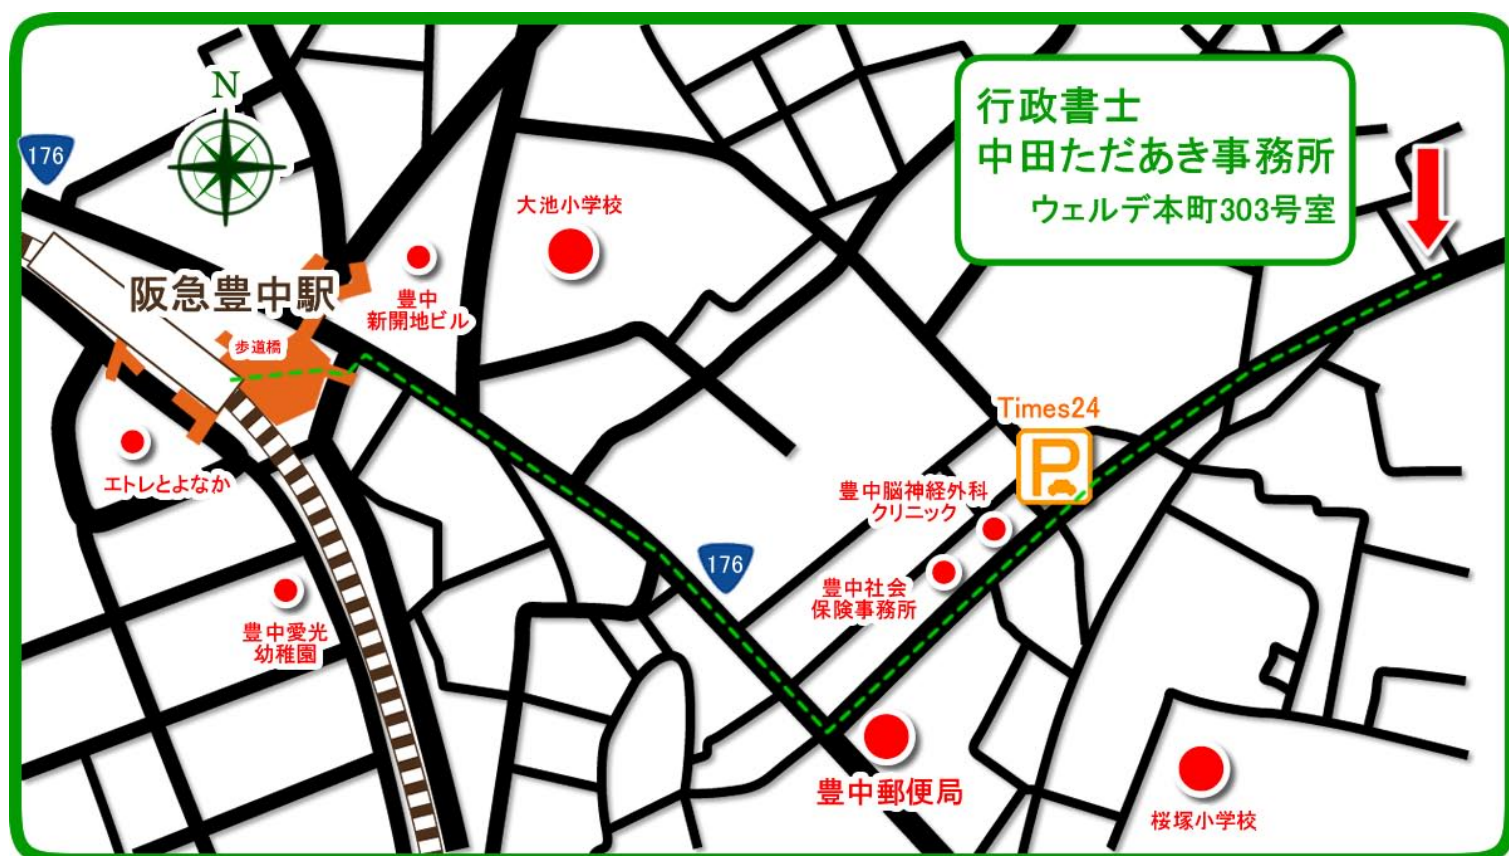 N
176
行政書士
中田ただあき事務所
ウェルデ本町303号室
大池小学校
阪急豊中駅
豊中
新開地ビル
歩道橋
Times24
P
エトレとよなか
豊中脳神経外科
クリニック
176
豊中社会
保険事務所
豊中愛光
幼稚園
豊中郵便局
桜塚小学校